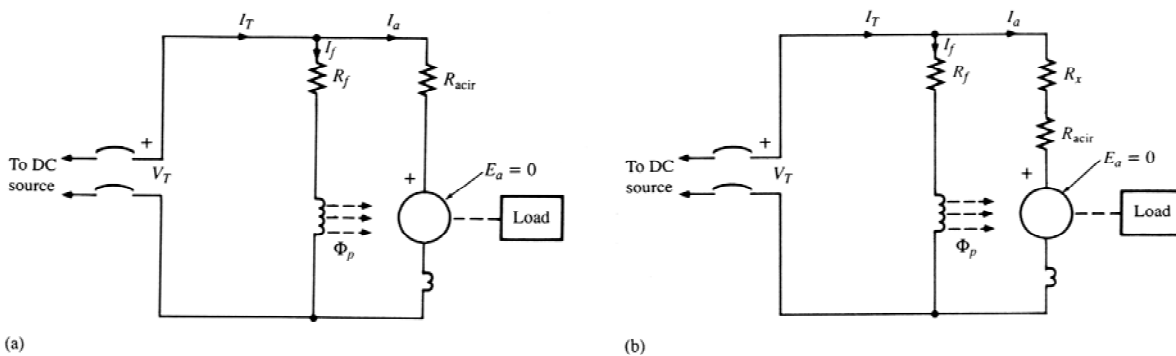 I_T
I_a
I_f
R_f
R_acir
+
To DC
source
V_T
+
E_a = 0
Load
Φ_p
(a)
I_T
I_a
I_f
R_f
R_x
R_acir
+
To DC
source
V_T
+
E_a = 0
Load
Φ_p
(b)